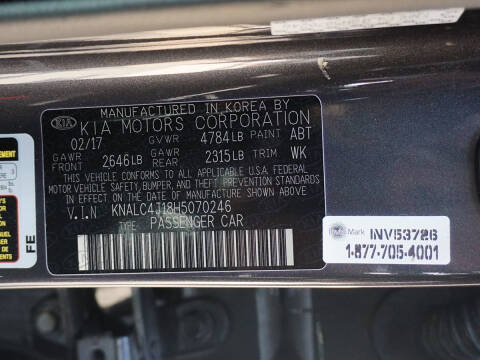 MANUFACTURED IN KOREA BY
KIA KIA MOTORS CORPORATION
02/17 GVWR 4784LB PAINT ABT
GAWR FRONT 2646LB GAWR REAR 2315LB TRIM WK
THIS VEHICLE CONFORMS TO ALL APPLICABLE U.S.A FEDERAL
MOTOR VEHICLE SAFETY, BUMPER, AND THEFT PREVENTION
STANDARDS IN EFFECT ON THE DATE OF MANUFACTURE SHOWN ABOVE.
V.I.N KNALC4J18H5070246
TYPE: PASSENGER CAR
Mark INV53726
1-877-705-4001
FE